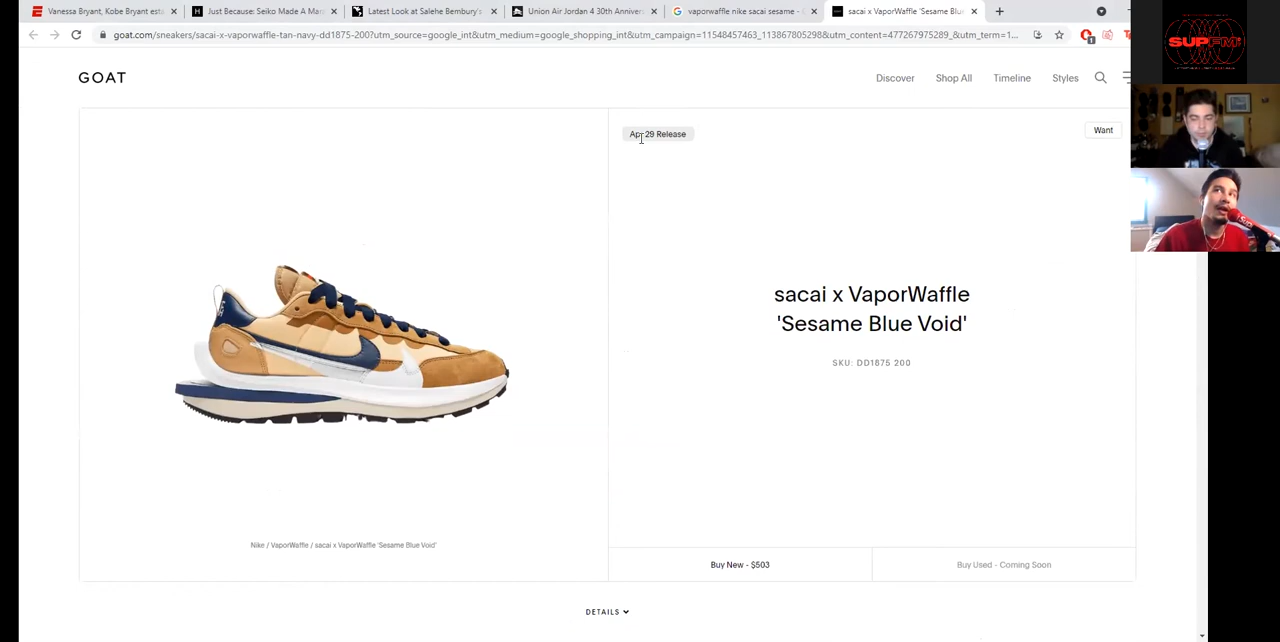 Vanessa Bryant, Kobe Bryant esta
Just Because: Seiko Made A Mari
Latest Look at Salehe Bembury's
Union Air Jordan 4 30th Annivers
vaporwaffle nike sacai sesame - G
sacai x VaporWaffle 'Sesame Blu
goat.com/sneakers/sacai-x-vaporwaffle-tan-navy-dd1875-200?utm_source=google_int&utm_medium=google_shopping_int&utm_campaign=11548457463_113867805298&utm_content=477267975289_&utm_term=1...
SUPFM
GOAT
Discover
Shop All
Timeline
Styles
Apr 29 Release
Want
sacai x VaporWaffle
'Sesame Blue Void'
SKU: DD1875 200
Nike / VaporWaffle / sacai x VaporWaffle 'Sesame Blue Void'
Buy New - $503
Buy Used - Coming Soon
DETAILS